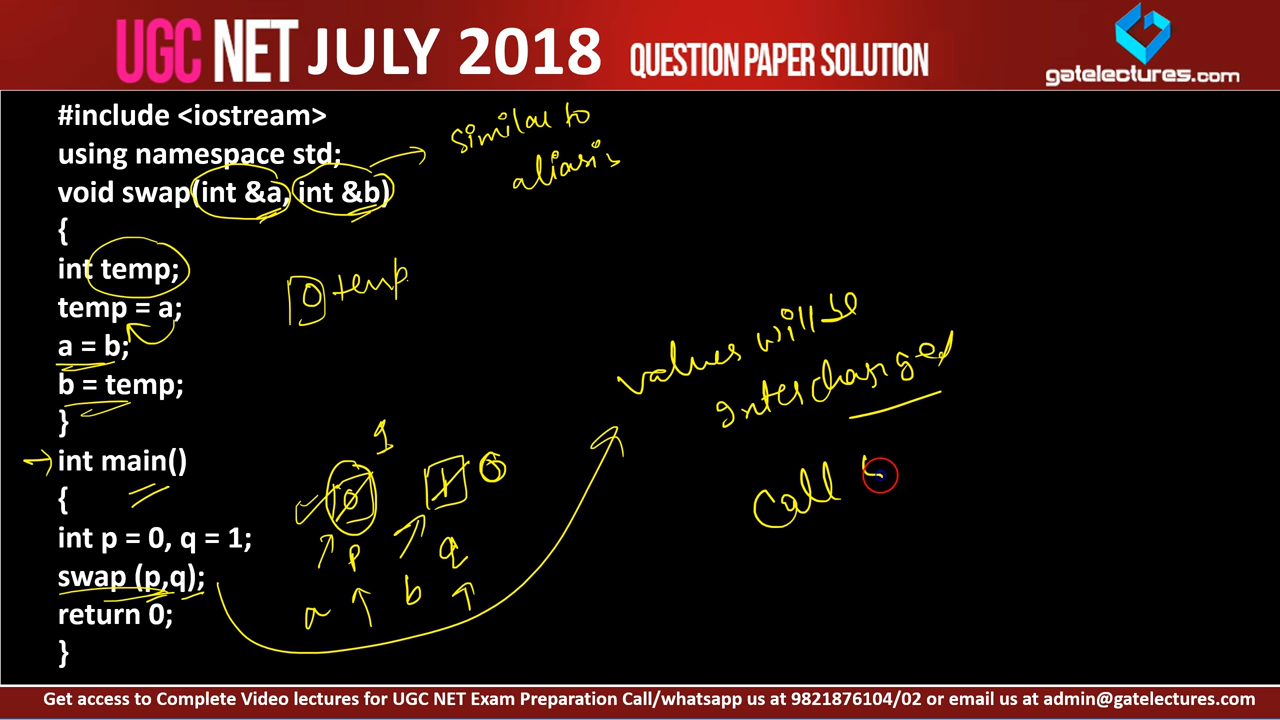 UGC NET JULY 2018 QUESTION PAPER SOLUTION
gatelectures.com
#include <iostream>
using namespace std;
void swap(int &a, int &b)
{
int temp;
temp = a;
a = b;
b = temp;
}
int main()
{
int p = 0, q = 1;
swap (p,q);
return 0;
}
similar to
aliasis
0 temp
values will be
interchanged
call
1
0 1 0
p q
a b
Get access to Complete Video lectures for UGC NET Exam Preparation Call/whatsapp us at 9821876104/02 or email us at admin@gatelectures.com